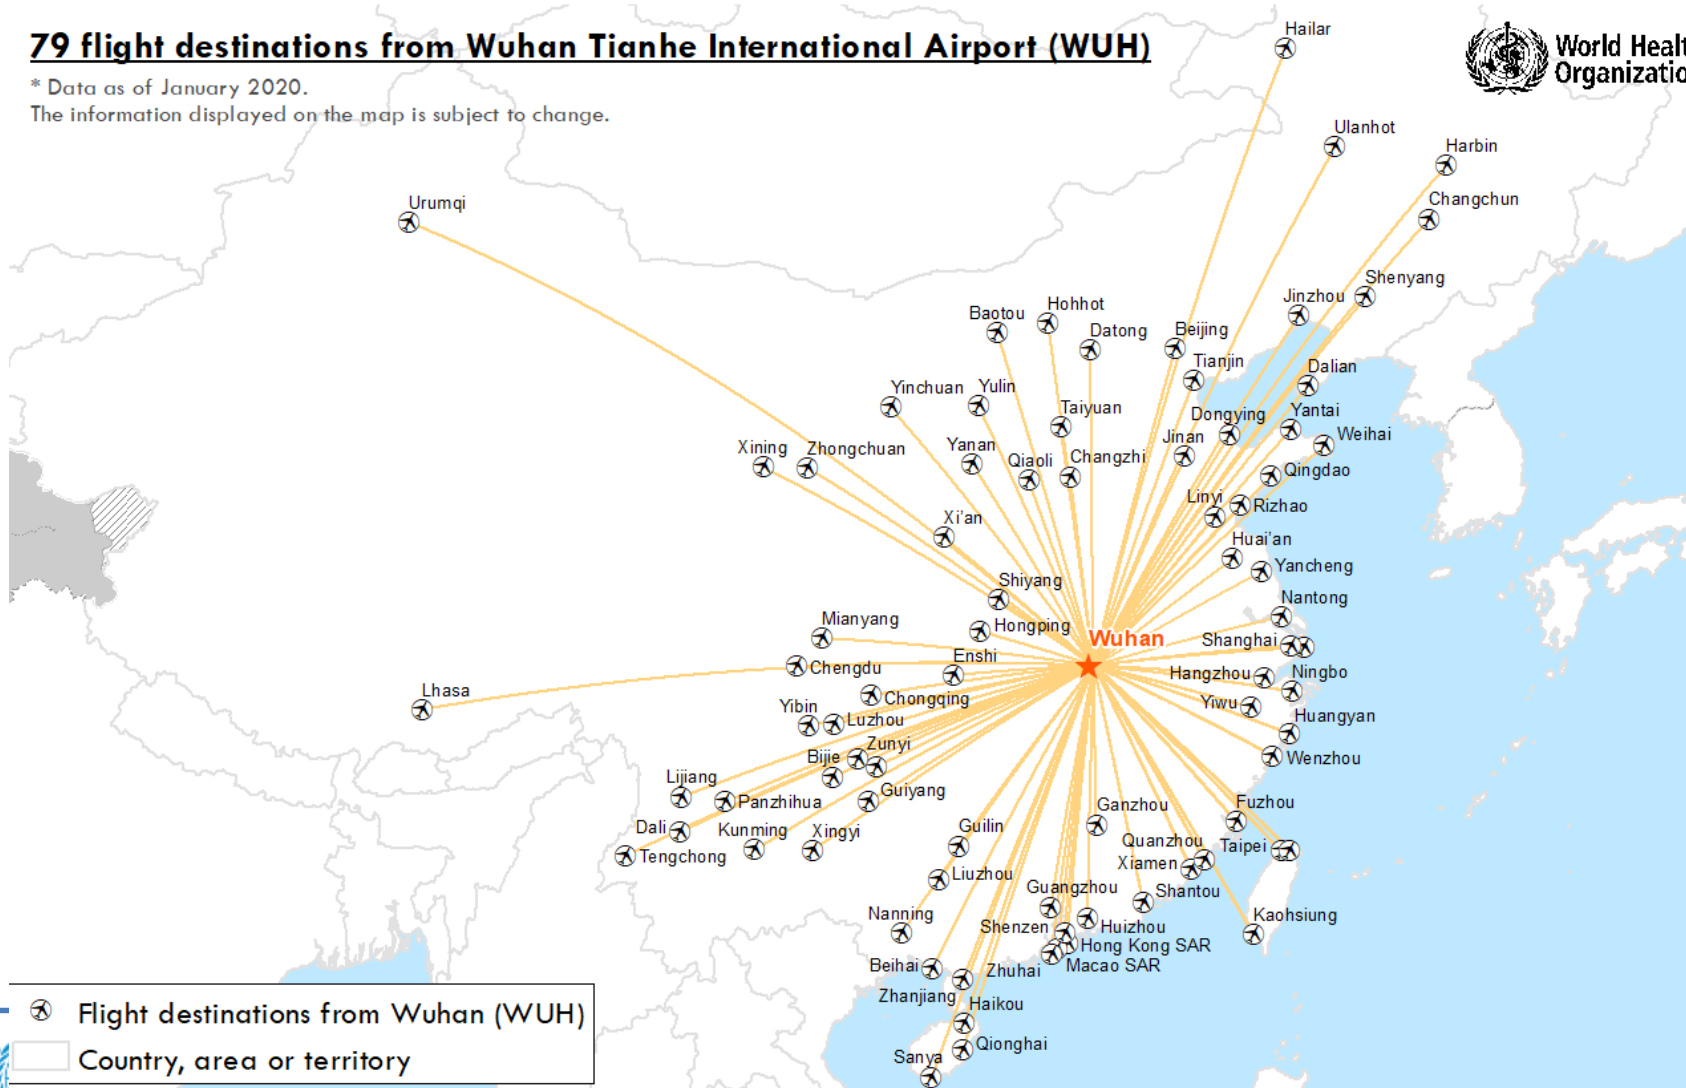 79 flight destinations from Wuhan Tianhe International Airport (WUH)
* Data as of January 2020.
The information displayed on the map is subject to change.
World Healt
Organizatio
Hailar
Ulanhot
Harbin
Changchun
Urumqi
Shenyang
Jinzhou
Hohhot
Baotou
Datong
Beijing
Tianjin
Dalian
Yinchuan
Yulin
Taiyuan
Dongying
Yantai
Weihai
Jinan
Xining
Zhongchuan
Yanan
Qiaoli
Changzhi
Qingdao
Linyi
Rizhao
Xi'an
Huai'an
Yancheng
Shiyang
Nantong
Mianyang
Hongping
Wuhan
Shanghai
Enshi
Chengdu
Hangzhou
Ningbo
Lhasa
Chongqing
Yiwu
Yibin
Luzhou
Huangyan
Zunyi
Bijie
Wenzhou
Lijiang
Panzhihua
Guiyang
Ganzhou
Fuzhou
Dali
Kunming
Xingyi
Guilin
Quanzhou
Taipei
Tengchong
Xiamen
Liuzhou
Guangzhou
Shantou
Nanning
Shenzen
Huizhou
Kaohsiung
Hong Kong SAR
Beihai
Zhuhai
Macao SAR
Zhanjiang
Haikou
Qionghai
Sanya
Flight destinations from Wuhan (WUH)
Country, area or territory